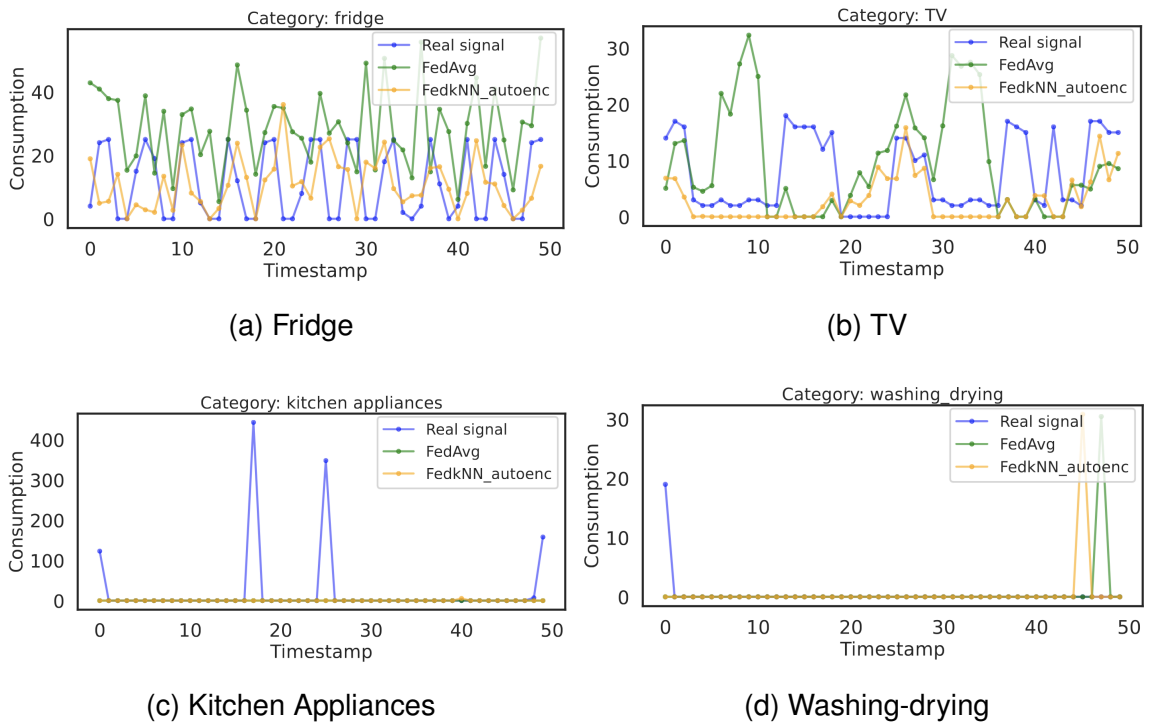 Category: fridge
Consumption
40
20
0
Real signal
FedAvg
FedkNN_autoenc
0 10 20 30 40 50
Timestamp
(a) Fridge
Category: TV
Consumption
30
20
10
0
Real signal
FedAvg
FedkNN_autoenc
0 10 20 30 40 50
Timestamp
(b) TV
Category: kitchen appliances
Consumption
400
300
200
100
0
Real signal
FedAvg
FedkNN_autoenc
0 10 20 30 40 50
Timestamp
(c) Kitchen Appliances
Category: washing_drying
Consumption
30
20
10
0
Real signal
FedAvg
FedkNN_autoenc
0 10 20 30 40 50
Timestamp
(d) Washing-drying